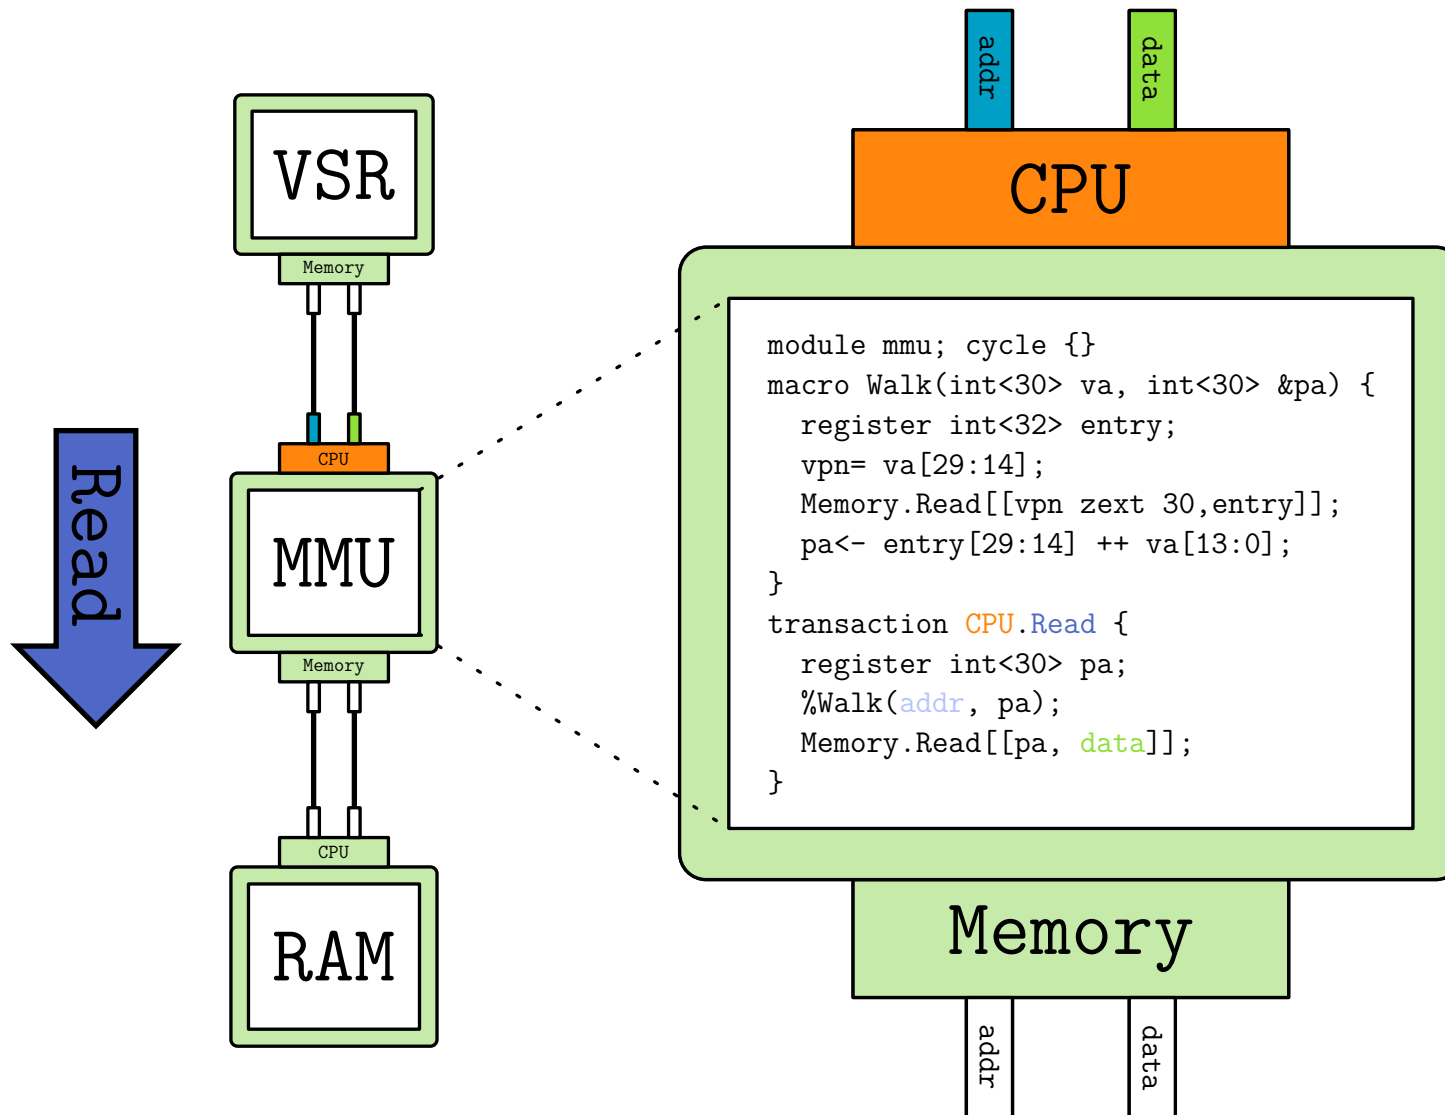 addr
data
CPU
VSR
Memory
CPU
MMU
Memory
CPU
RAM
Read
module mmu; cycle {}
macro Walk(int<30> va, int<30> &pa) {
register int<32> entry;
vpn= va[29:14];
Memory.Read[[vpn zext 30,entry]];
pa<- entry[29:14] ++ va[13:0];
}
transaction CPU.Read {
register int<30> pa;
%Walk(addr, pa);
Memory.Read[[pa, data]];
}
Memory
addr
data